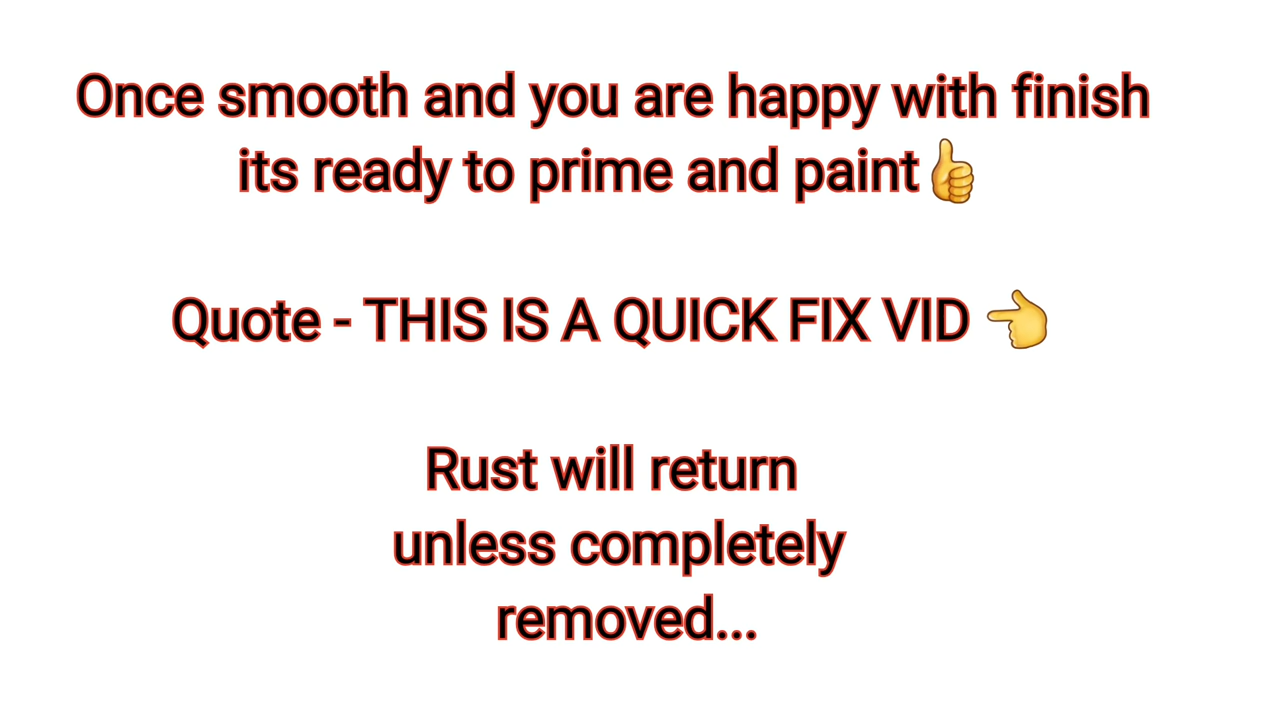 Once smooth and you are happy with finish
its ready to prime and paint👍
Quote - THIS IS A QUICK FIX VID 👈
Rust will return
unless completely
removed...